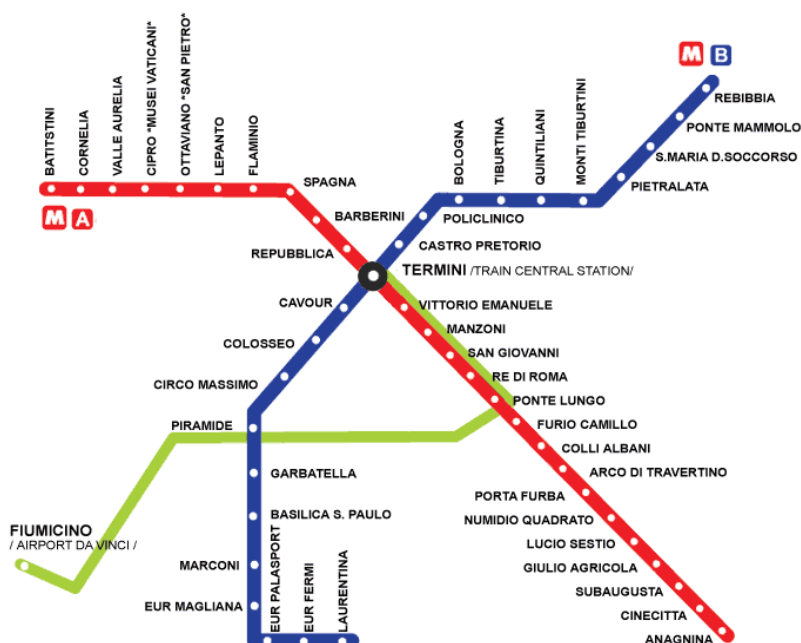 BATITSTINI
CORNELIA
VALLE AURELIA
CIPRO "MUSEI VATICANI"
OTTAVIANO "SAN PIETRO"
LEPANTO
FLAMINIO
M A
SPAGNA
BARBERINI
REPUBBLICA
M B
REBIBBIA
PONTE MAMMOLO
S.MARIA D.SOCCORSO
PIETRALATA
MONTI TIBURTINI
QUINTILIANI
TIBURTINA
BOLOGNA
POLICLINICO
CASTRO PRETORIO
TERMINI /TRAIN CENTRAL STATION/
CAVOUR
COLOSSEO
CIRCO MASSIMO
PIRAMIDE
GARBATELLA
BASILICA S. PAULO
MARCONI
EUR MAGLIANA
EUR PALASPORT
EUR FERMI
LAURENTINA
VITTORIO EMANUELE
MANZONI
SAN GIOVANNI
RE DI ROMA
PONTE LUNGO
FURIO CAMILLO
COLLI ALBANI
ARCO DI TRAVERTINO
PORTA FURBA
NUMIDIO QUADRATO
LUCIO SESTIO
GIULIO AGRICOLA
SUBAUGUSTA
CINECITTA
ANAGNINA
FIUMICINO
/ AIRPORT DA VINCI /